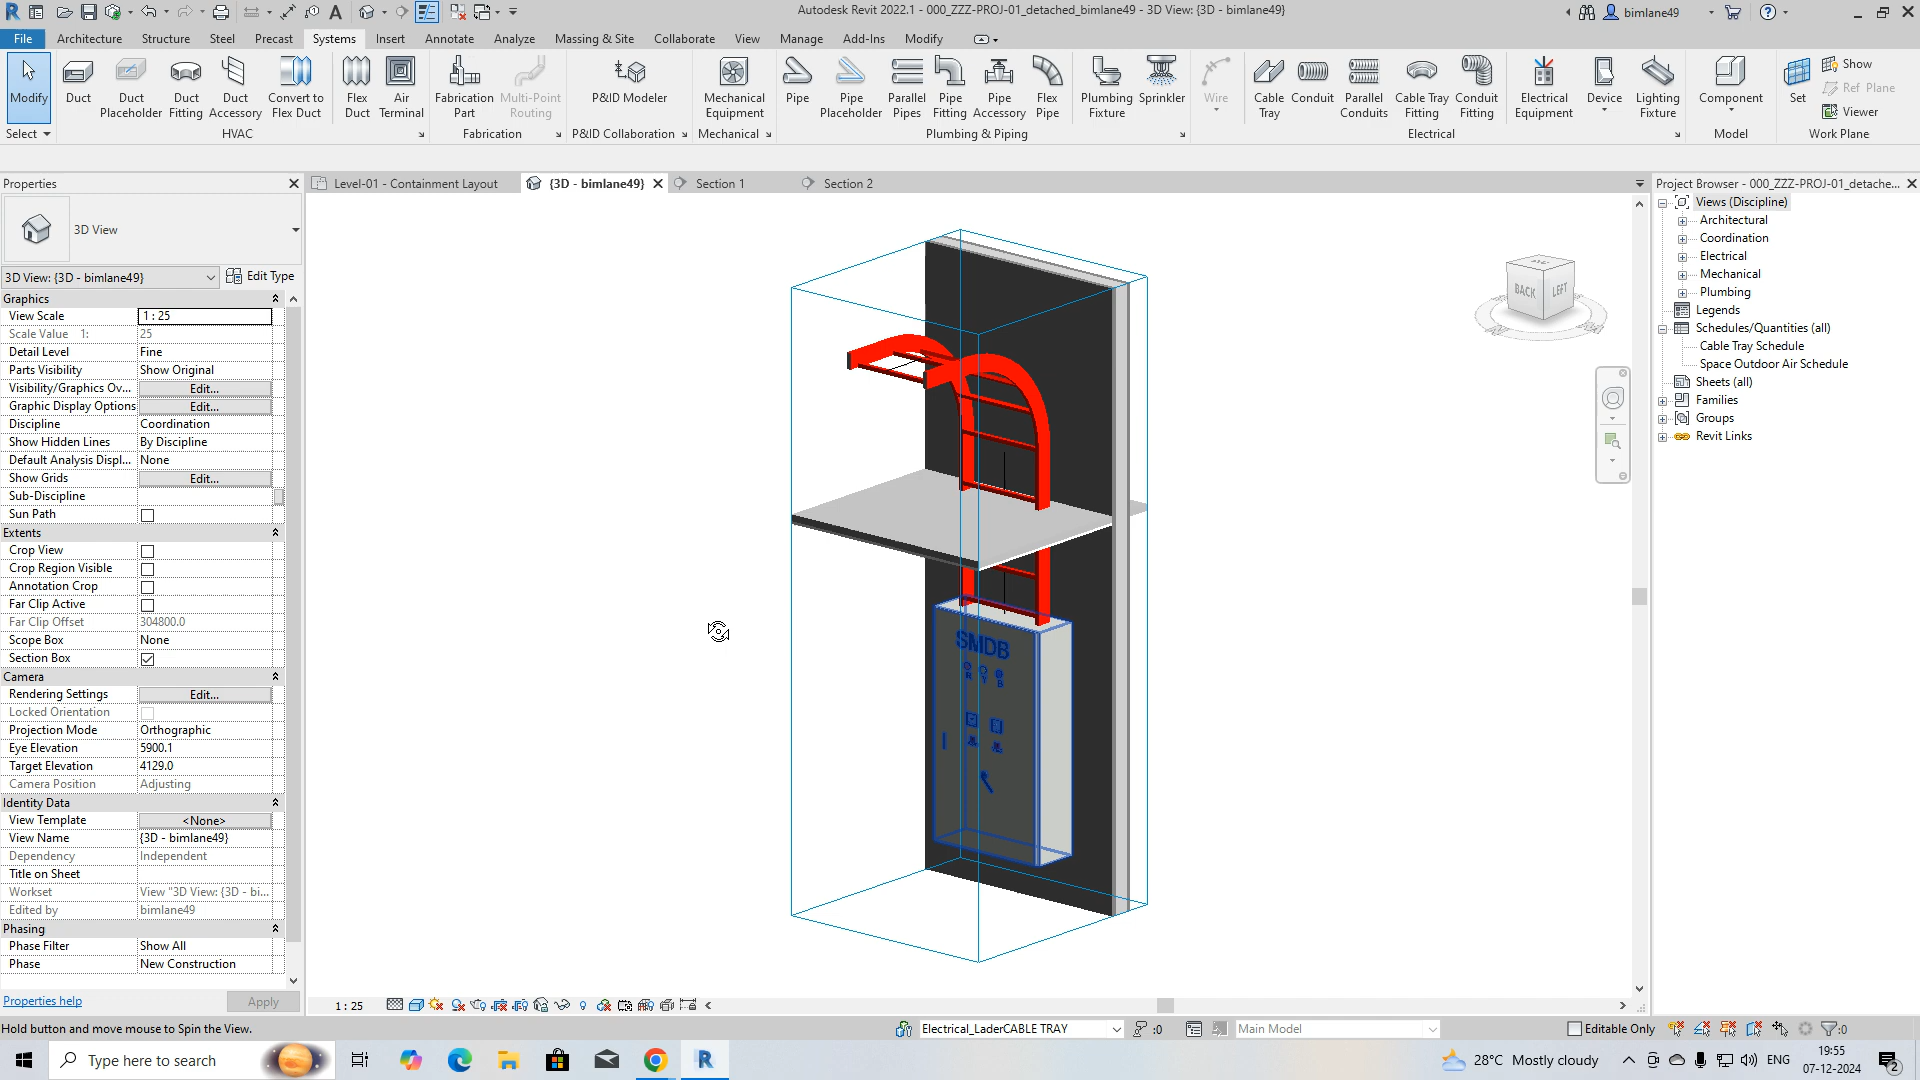 Autodesk Revit 2022.1 - 000_ZZZ-PROJ-01_detached_bimlane49 - 3D View: {3D - bimlane49}
bimlane49
File Architecture Structure Steel Precast Systems Insert Annotate Analyze Massing & Site Collaborate View Manage Add-Ins Modify
Modify
Duct
Duct Placeholder
Duct Fitting
Duct Accessory
Convert to Flex Duct
Flex Duct
Air Terminal
Fabrication Part
Multi-Point Routing
P&ID Modeler
Mechanical Equipment
Pipe
Pipe Placeholder
Parallel Pipes
Pipe Fitting
Pipe Accessory
Flex Pipe
Plumbing Fixture
Sprinkler
Wire
Cable Tray
Conduit
Parallel Conduits
Cable Tray Fitting
Conduit Fitting
Electrical Equipment
Device
Lighting Fixture
Component
Set
Show
Ref Plane
Viewer
Select HVAC Fabrication P&ID Collaboration Mechanical Plumbing & Piping Electrical Model Work Plane
Properties
3D View
3D View: {3D - bimlane49} Edit Type
Graphics
View Scale 1 : 25
Scale Value 1: 25
Detail Level Fine
Parts Visibility Show Original
Visibility/Graphics Ov... Edit...
Graphic Display Options Edit...
Discipline Coordination
Show Hidden Lines By Discipline
Default Analysis Displ... None
Show Grids Edit...
Sub-Discipline
Sun Path
Extents
Crop View
Crop Region Visible
Annotation Crop
Far Clip Active
Far Clip Offset 304800.0
Scope Box None
Section Box
Camera
Rendering Settings Edit...
Locked Orientation
Projection Mode Orthographic
Eye Elevation 5900.1
Target Elevation 4129.0
Camera Position Adjusting
Identity Data
View Template <None>
View Name {3D - bimlane49}
Dependency Independent
Title on Sheet
Workset View "3D View: {3D - bi...
Edited by bimlane49
Phasing
Phase Filter Show All
Phase New Construction
Properties help Apply
Level-01 - Containment Layout {3D - bimlane49} Section 1 Section 2
BACK LEFT
SMDB
R Y B
1 : 25
Project Browser - 000_ZZZ-PROJ-01_detache...
Views (Discipline)
Architectural
Coordination
Electrical
Mechanical
Plumbing
Legends
Schedules/Quantities (all)
Cable Tray Schedule
Space Outdoor Air Schedule
Sheets (all)
Families
Groups
Revit Links
Hold button and move mouse to Spin the View.
Electrical_LaderCABLE TRAY :0 Main Model Editable Only :0
Type here to search
28°C Mostly cloudy ENG
19:55
07-12-2024
2